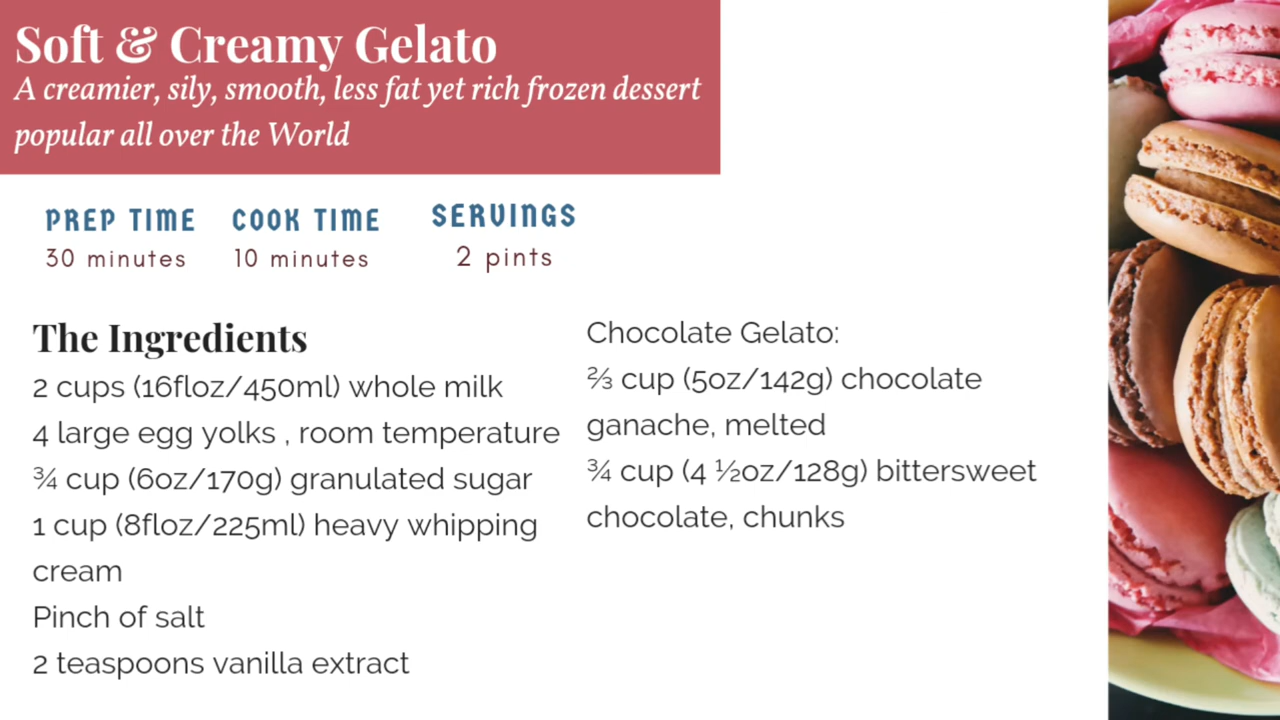 Soft & Creamy Gelato
A creamier, sily, smooth, less fat yet rich frozen dessert
popular all over the World
PREP TIME
30 minutes
COOK TIME
10 minutes
SERVINGS
2 pints
The Ingredients
2 cups (16floz/450ml) whole milk
4 large egg yolks , room temperature
¾ cup (6oz/170g) granulated sugar
1 cup (8floz/225ml) heavy whipping
cream
Pinch of salt
2 teaspoons vanilla extract
Chocolate Gelato:
⅔ cup (5oz/142g) chocolate
ganache, melted
¾ cup (4 ½oz/128g) bittersweet
chocolate, chunks